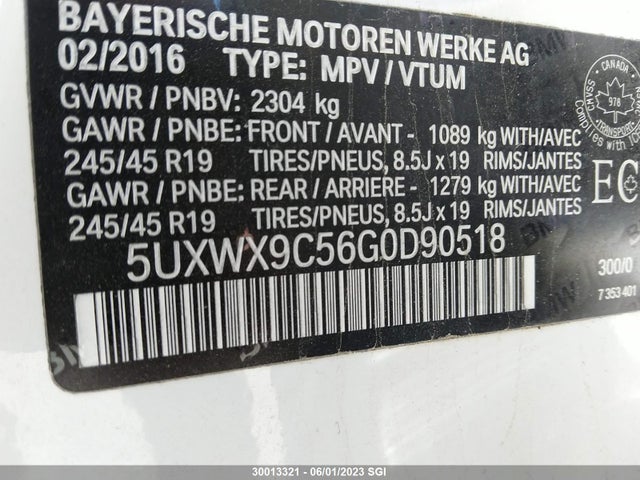 BAYERISCHE MOTOREN WERKE AG
02/2016 TYPE: MPV / VTUM
GVWR / PNBV: 2304 kg
GAWR / PNBE: FRONT / AVANT - 1089 kg WITH/AVEC
245/45 R19 TIRES/PNEUS, 8.5J x 19 RIMS/JANTES
GAWR / PNBE: REAR / ARRIERE - 1279 kg WITH/AVEC
245/45 R19 TIRES/PNEUS, 8.5J x 19 RIMS/JANTES
5UXWX9C56G0D90518
CANADA
978
TRANSPORT
EC
300/0
7 353 401
30013321 - 06/01/2023 SGI